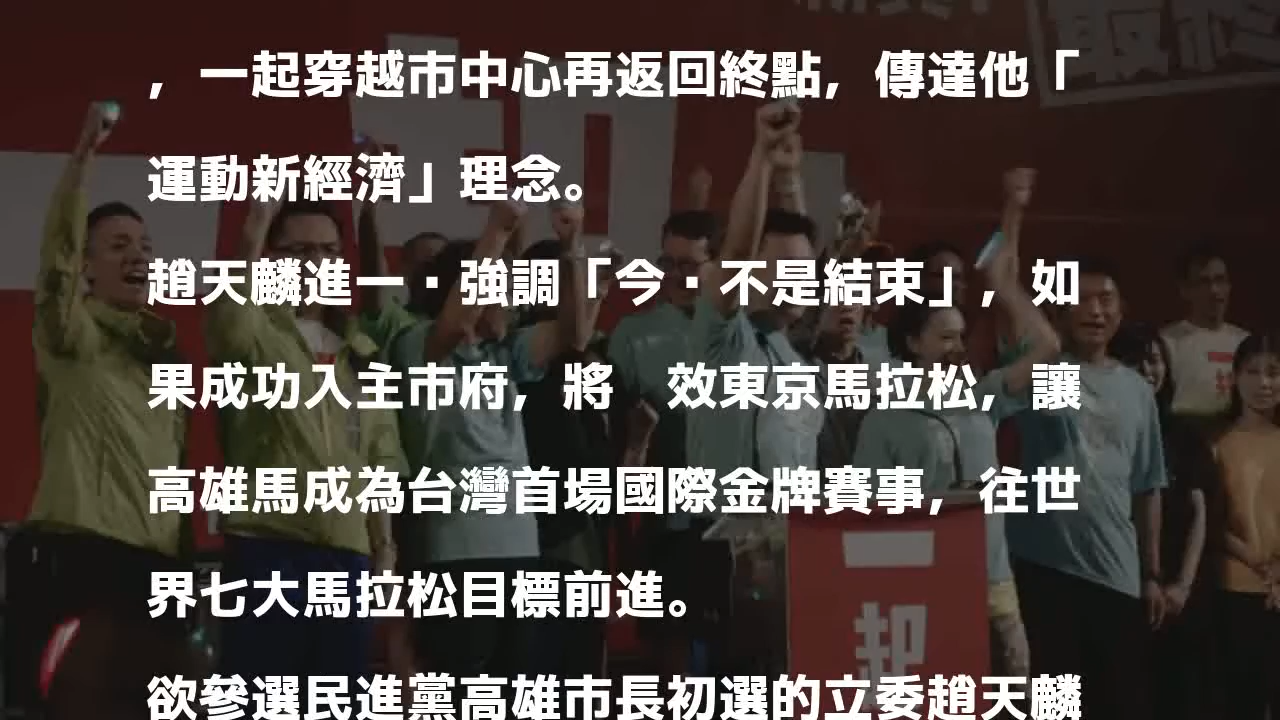 ，一起穿越市中心再返回終點，傳達他「
運動新經濟」理念。
趙天麟進一·強調「今·不是結束」，如
果成功入主市府，將　效東京馬拉松，讓
高雄馬成為台灣首場國際金牌賽事，往世
界七大馬拉松目標前進。
欲參選民進黨高雄市長初選的立委趙天麟
一起